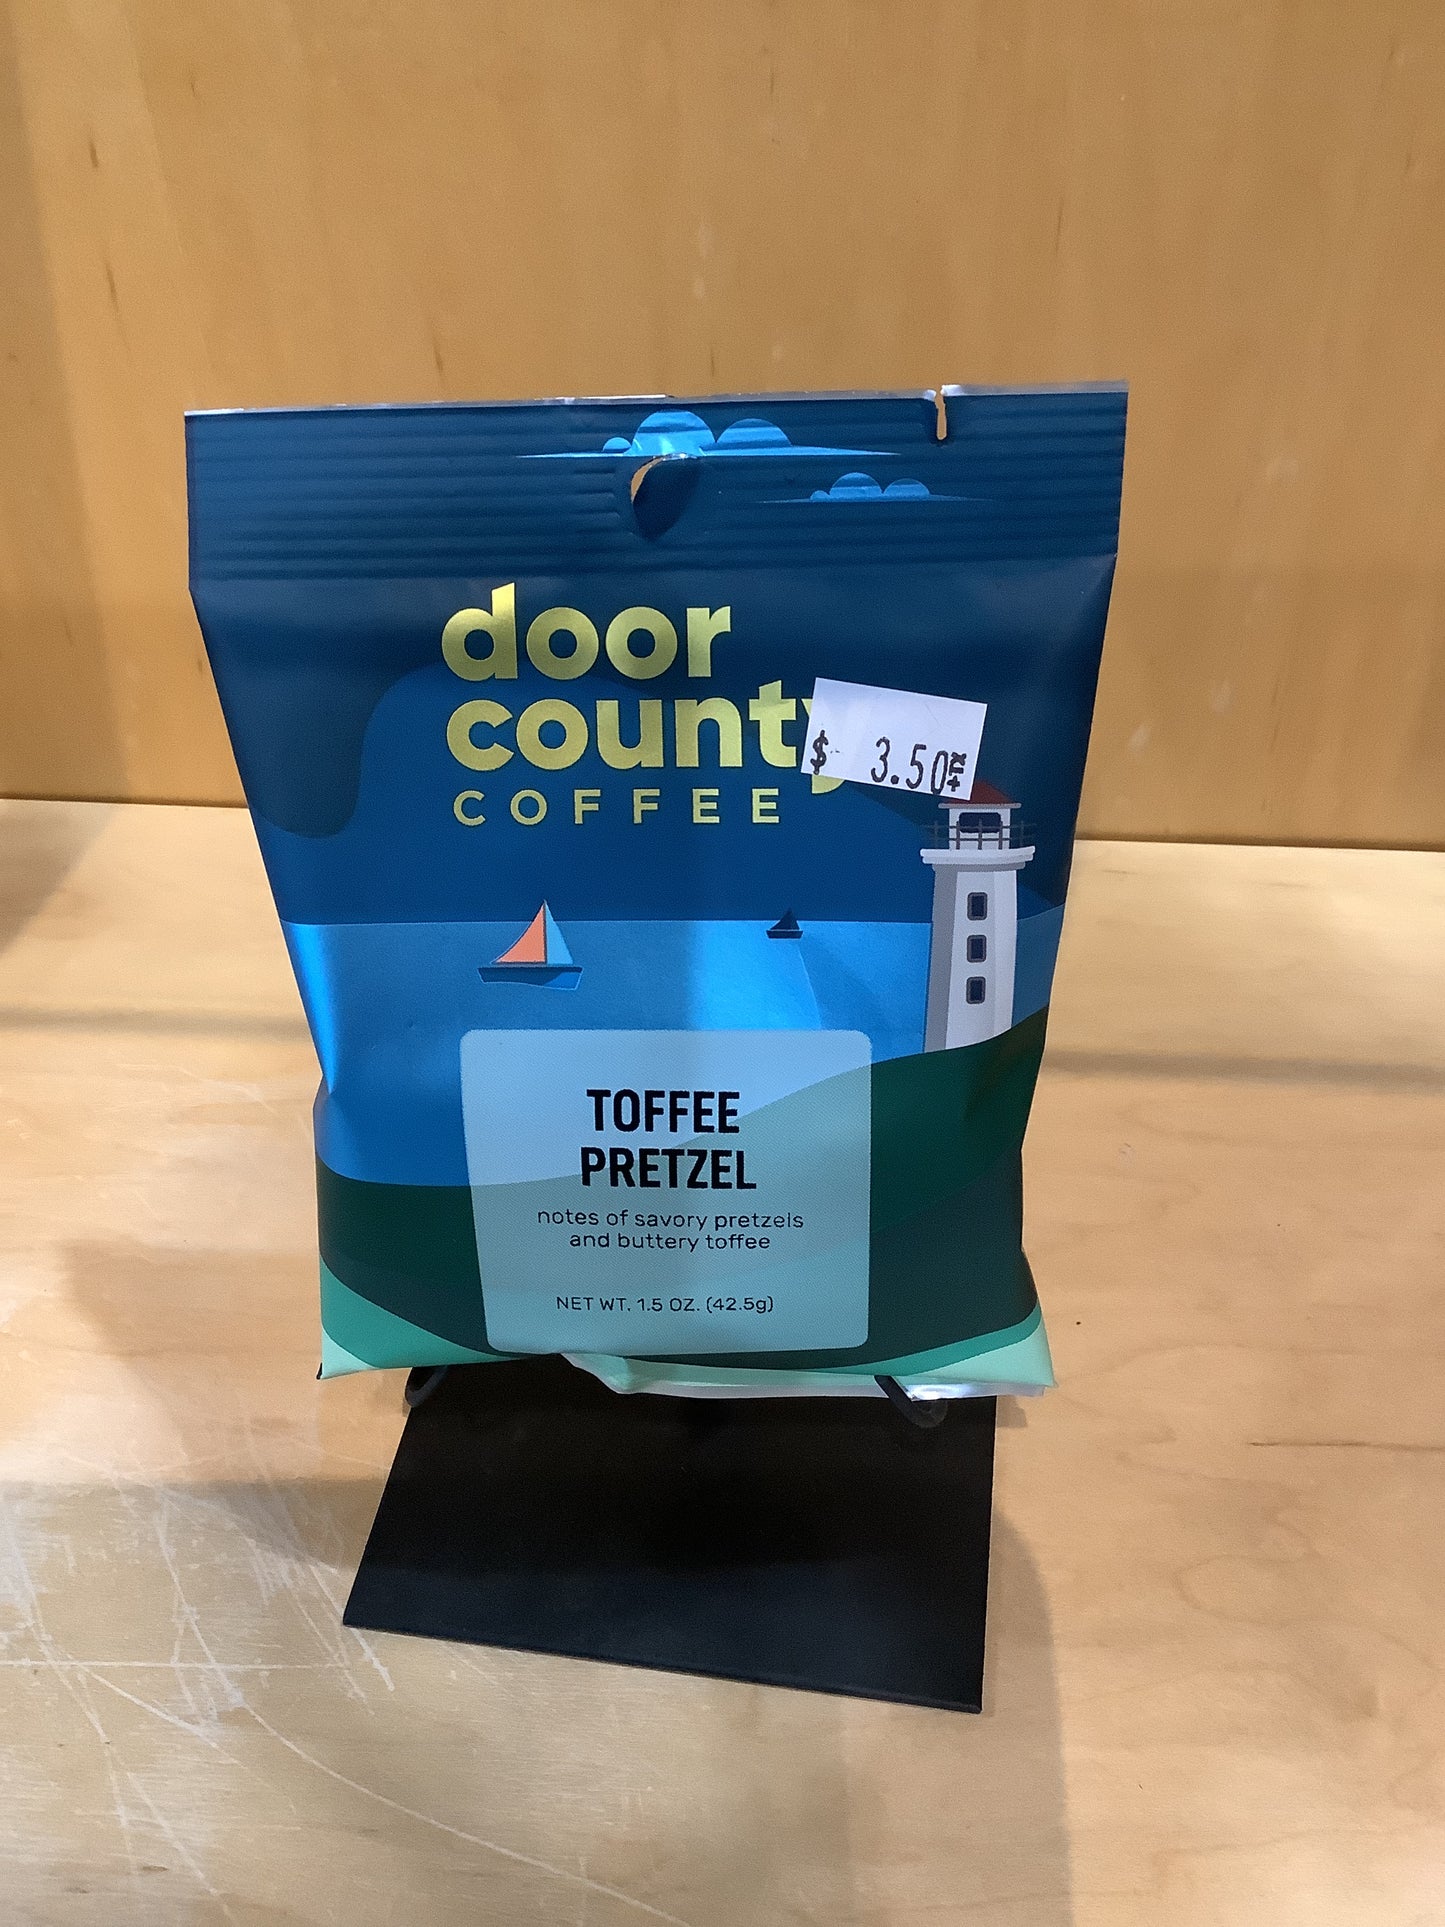 door
county
COFFEE
$ 3.50
TOFFEE
PRETZEL
notes of savory pretzels
and buttery toffee
NET WT. 1.5 OZ. (42.5g)